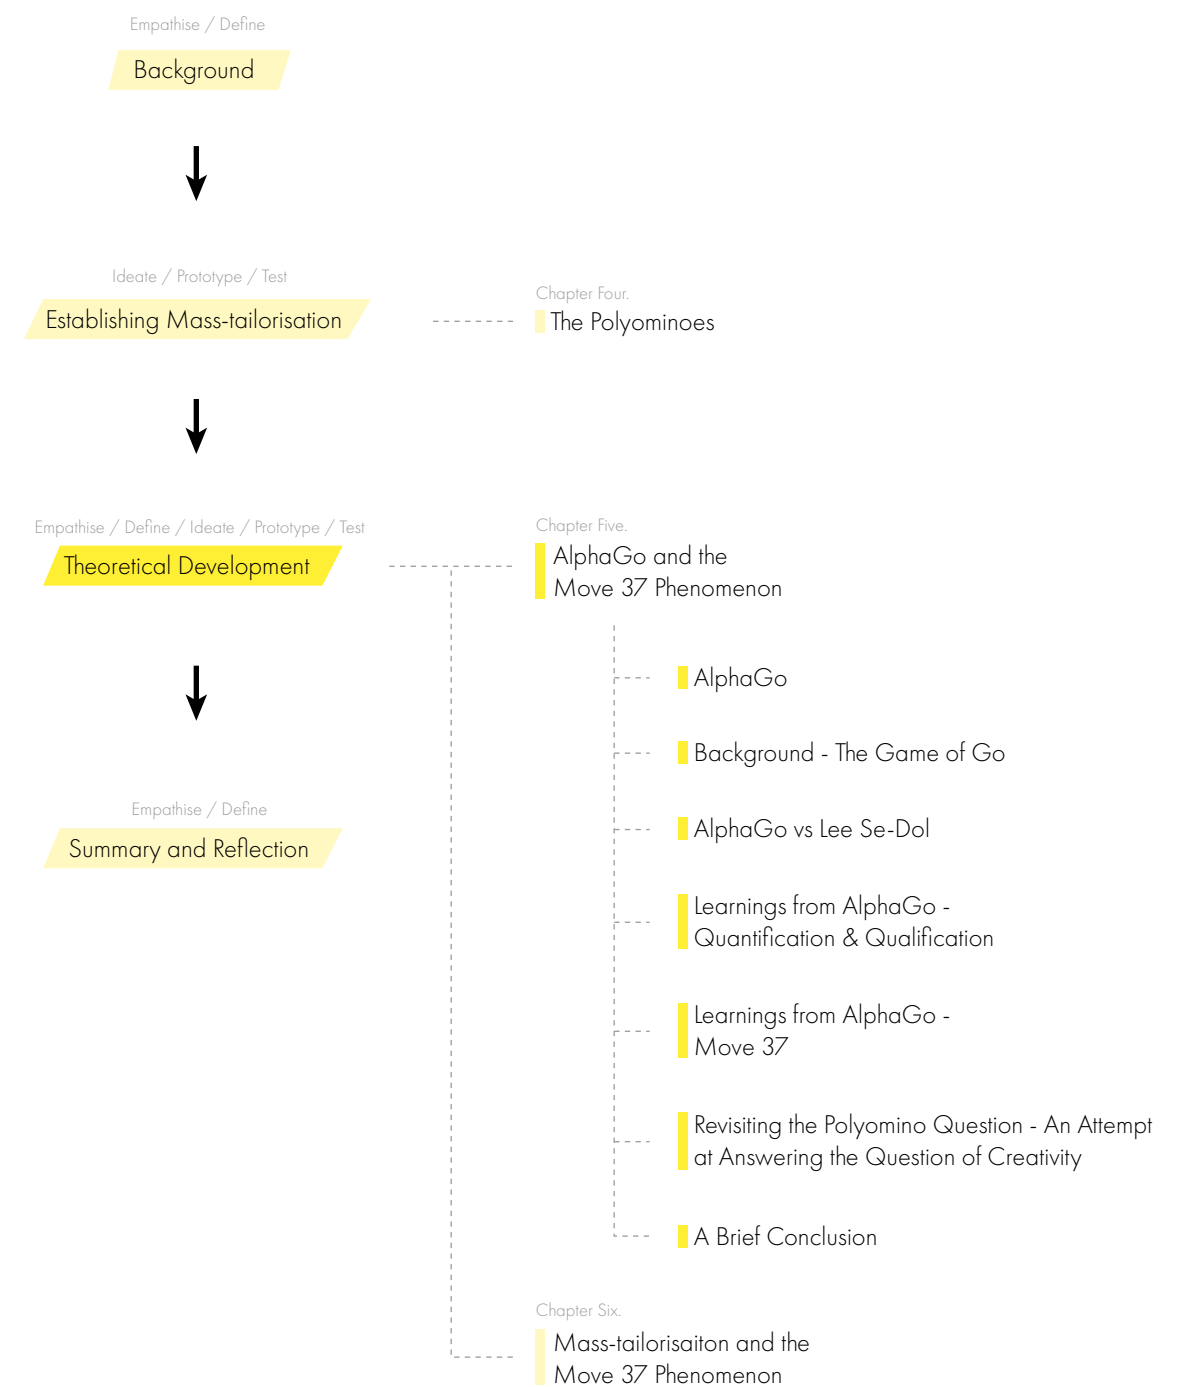 Empathise / Define
Background
Ideate / Prototype / Test
Establishing Mass-tailorisation
Chapter Four.
The Polyominoes
Empathise / Define / Ideate / Prototype / Test
Theoretical Development
Chapter Five.
AlphaGo and the
Move 37 Phenomenon
AlphaGo
Background - The Game of Go
AlphaGo vs Lee Se-Dol
Learnings from AlphaGo -
Quantification & Qualification
Learnings from AlphaGo -
Move 37
Revisiting the Polyomino Question - An Attempt
at Answering the Question of Creativity
A Brief Conclusion
Empathise / Define
Summary and Reflection
Chapter Six.
Mass-tailorisaiton and the
Move 37 Phenomenon